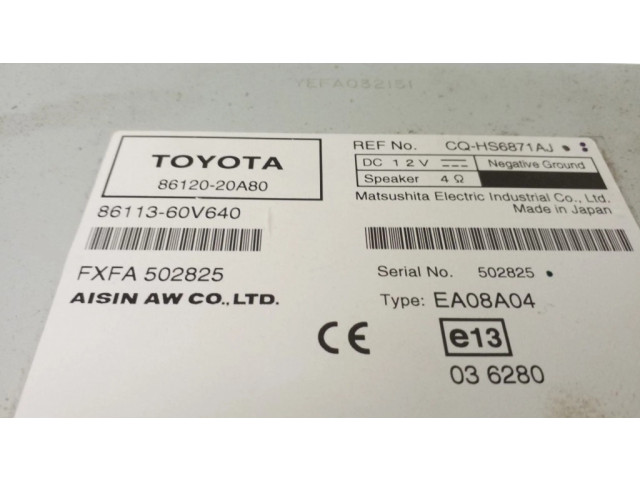 YEFA032151
TOYOTA
86120-20A80
86113-60V640
FXFA 502825
AISIN AW CO., LTD.
REF No. CQ-HS6871AJ
DC 12V Negative Ground
Speaker 4Ω
Matsushita Electric Industrial Co., Ltd.
Made in Japan
Serial No. 502825
Type: EA08A04
CE e13
03 6280